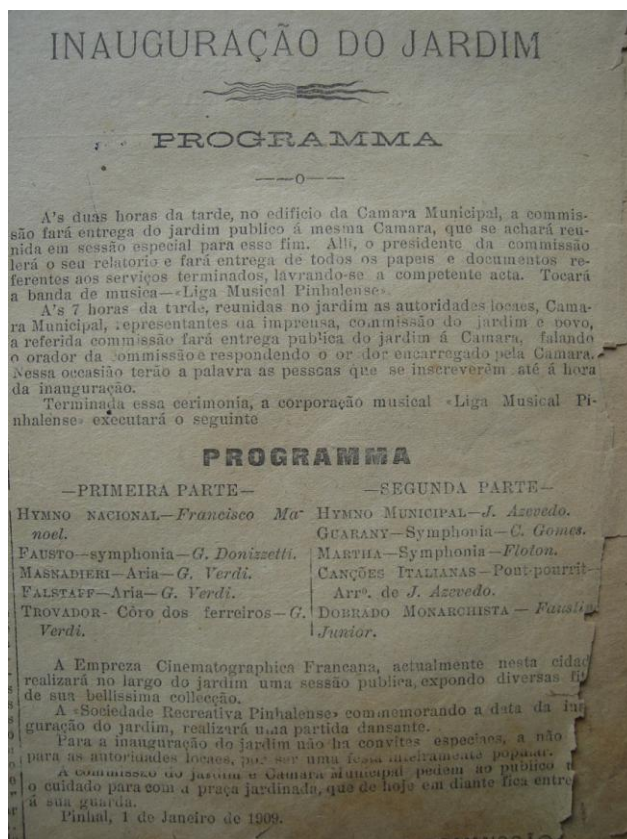 INAUGURAÇÃO DO JARDIM
PROGRAMMA
A's duas horas da tarde, no edificio da Camara Municipal, a commis-
são fará entrega do jardim publico á mesma Camara, que se achará reu-
nida em sessão especial para esse fim. Alli, o presidente da commissão
lerá o seu relatorio e fará entrega de todos os papeis e documentos re-
ferentes aos serviços terminados, lavrando-se a competente acta. Tocará
a banda de musica—«Liga Musical Pinhalense».
A's 7 horas da tarde, reunidas no jardim as autoridades locaes, Cama-
ra Municipal, representantes da imprensa, commissão do jardim e povo,
a referida commissão fará entrega publica do jardim á Camara, falando
o orador da commissão e respondendo o orador encarregado pela Camara.
Nessa occasião terão a palavra as pessoas que se inscreverêm até á hora
da inauguração.
Terminada essa cerimonia, a corporação musical «Liga Musical Pi-
nhalense» executará o seguinte
PROGRAMMA
—PRIMEIRA PARTE—
HYMNO NACIONAL—Francisco Ma-
noel.
FAUSTO—symphonia—G. Donizzetti.
MASNADIERI—Aria—G. Verdi.
FALSTAFF—Aria—G. Verdi.
TROVADOR- Côro dos ferreiros—G.
Verdi.
—SEGUNDA PARTE—
HYMNO MUNICIPAL—J. Azevedo.
GUARANY—Symphonia—C. Gomes.
MARTHA—Symphonia—Floton.
CANÇÕES ITALIANAS—Pont-pourrit—
Arrº. de J. Azevedo.
DOBRADO MONARCHISTA—
Junior.
A Empreza Cinematographica Francana, actualmente nesta cidad
realizará no largo do jardim uma sessão publica, expondo diversas
de sua bellissima collecção.
A «Sociedade Recreativa Pinhalense» commemorando a data da
guração do jardim, realizará uma partida dansante.
Para a inauguração do jardim não ha convites especiaes, a não
para as autoridades locaes, por ser uma festa inteiramente popular.
A commissão do jardim e Camara Municipal pedem ao publico
o cuidado para com a praça jardinada, que de hoje em diante fica entre
á sua guarda.
Pinhal, 1 de Janeiro de 1909.